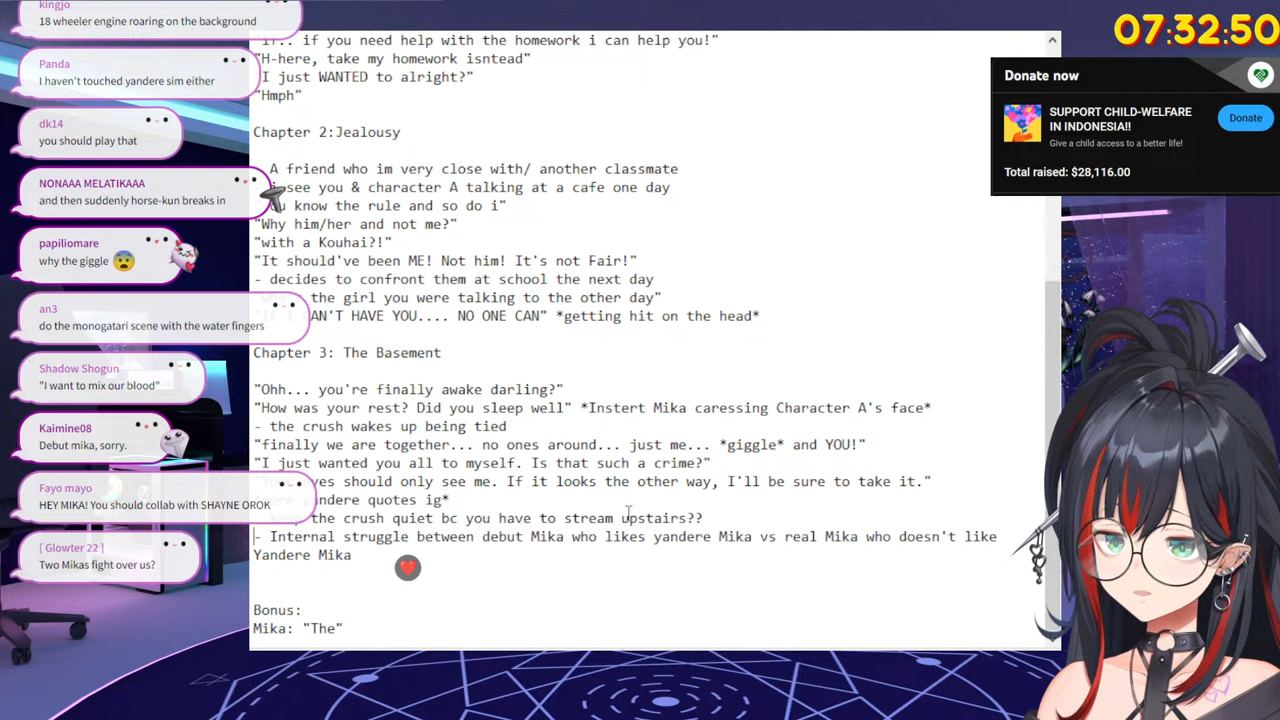 kingjo
18 wheeler engine roaring on the background
Panda
I haven't touched yandere sim either
dk14
you should play that
NONAAA MELATIKAAA
and then suddenly horse-kun breaks in
papiliomare
why the giggle 😨
an3
do the monogatari scene with the water fingers
Shadow Shogun
"I want to mix our blood"
Kaimine08
Debut mika, sorry.
Fayo mayo
HEY MIKA! You should collab with SHAYNE OROK
[ Glowter 22 ]
Two Mikas fight over us?
if you need help with the homework i can help you!"
"H-here, take my homework isntead"
I just WANTED to alright?"
"Hmph"
Chapter 2:Jealousy
A friend who im very close with/ another classmate
see you & character A talking at a cafe one day
know the rule and so do i"
"Why him/her and not me?"
"with a Kouhai?!"
"It should've been ME! Not him! It's not Fair!"
- decides to confront them at school the next day
the girl you were talking to the other day"
CAN'T HAVE YOU.... NO ONE CAN" *getting hit on the head*
Chapter 3: The Basement
"Ohh... you're finally awake darling?"
"How was your rest? Did you sleep well" *Instert Mika caressing Character A's face*
- the crush wakes up being tied
"finally we are together... no ones around... just me... *giggle* and YOU!"
"I just wanted you all to myself. Is that such a crime?"
should only see me. If it looks the other way, I'll be sure to take it."
yandere quotes ig*
the crush quiet bc you have to stream upstairs??
- Internal struggle between debut Mika who likes yandere Mika vs real Mika who doesn't like
Yandere Mika
Bonus:
Mika: "The"
07:32:50
Donate now
SUPPORT CHILD-WELFARE
IN INDONESIA!!
Give a child access to a better life!
Donate
Total raised: $28,116.00